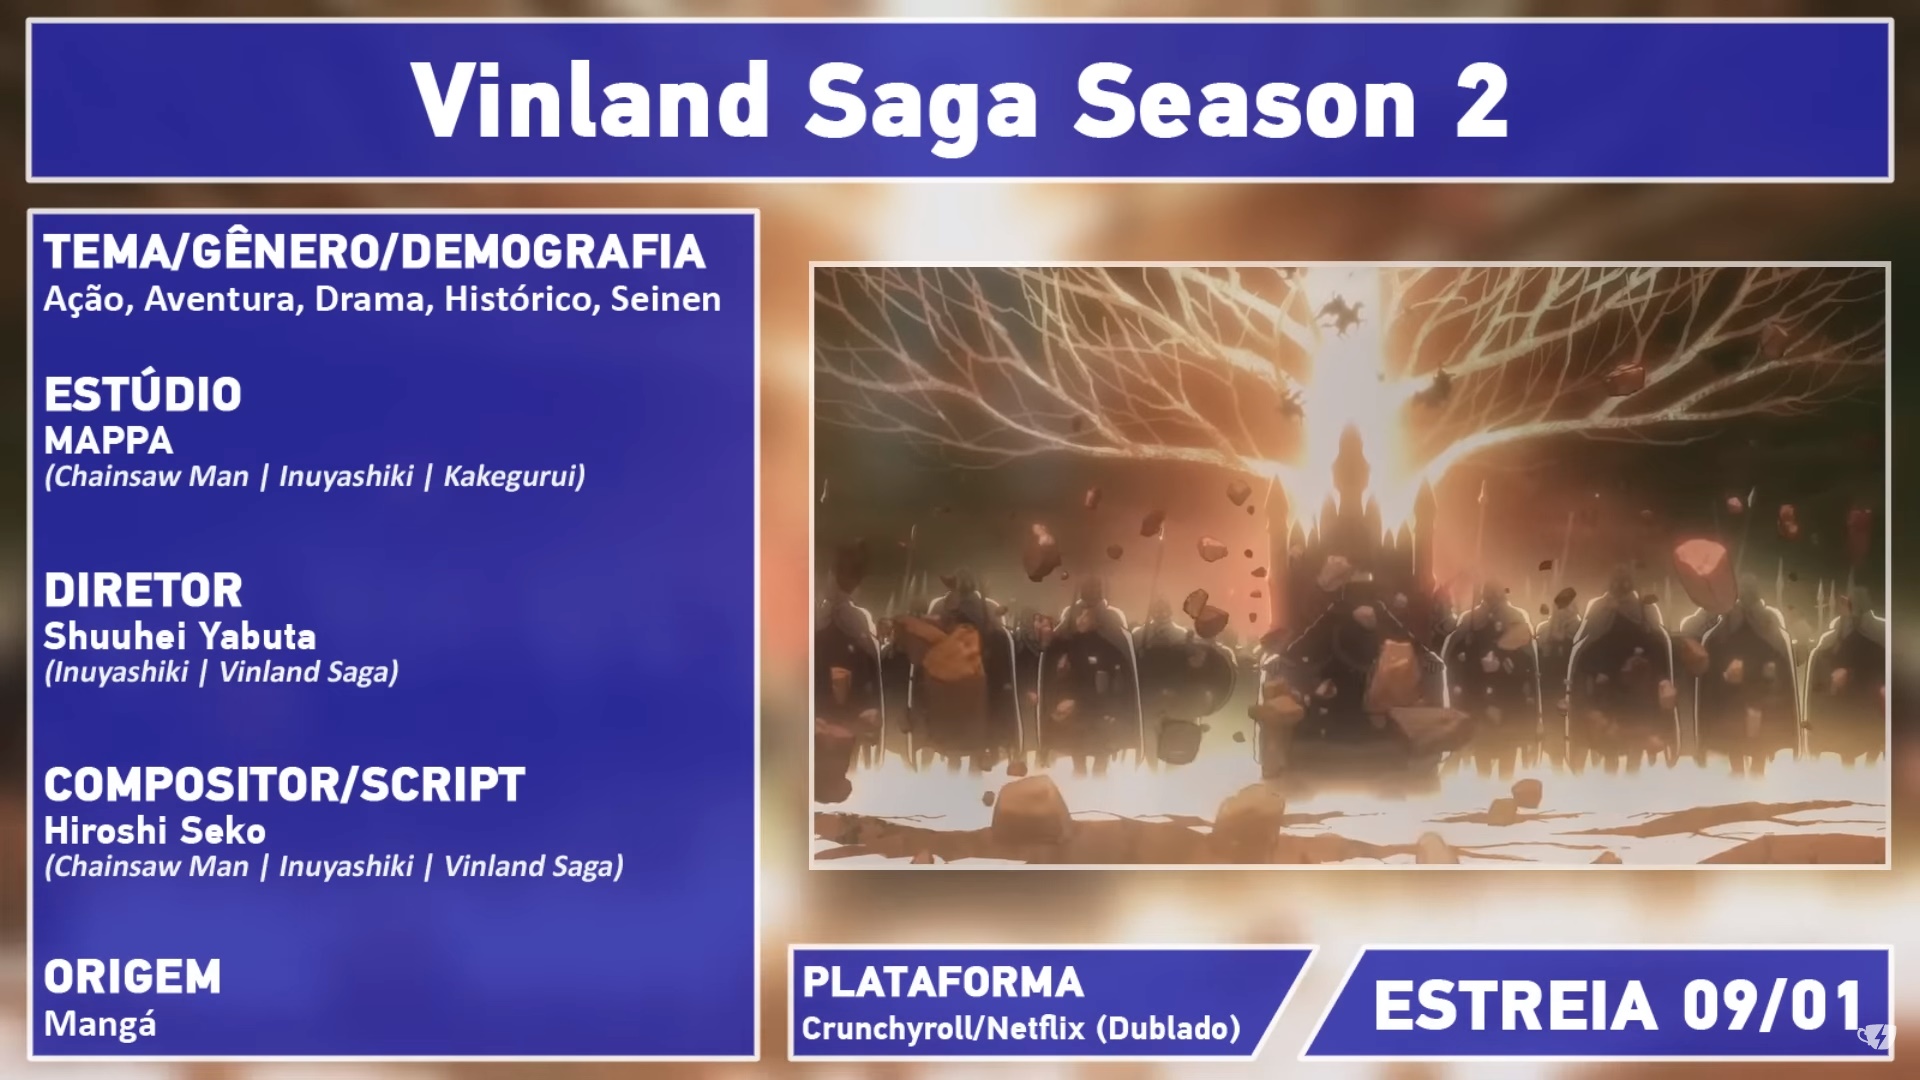 Vinland Saga Season 2
TEMA/GÊNERO/DEMOGRAFIA
Ação, Aventura, Drama, Histórico, Seinen
ESTÚDIO
MAPPA
(Chainsaw Man | Inuyashiki | Kakegurui)
DIRETOR
Shuuhei Yabuta
(Inuyashiki | Vinland Saga)
COMPOSITOR/SCRIPT
Hiroshi Seko
(Chainsaw Man | Inuyashiki | Vinland Saga)
ORIGEM
Mangá
PLATAFORMA
Crunchyroll/Netflix (Dublado)
ESTREIA 09/01